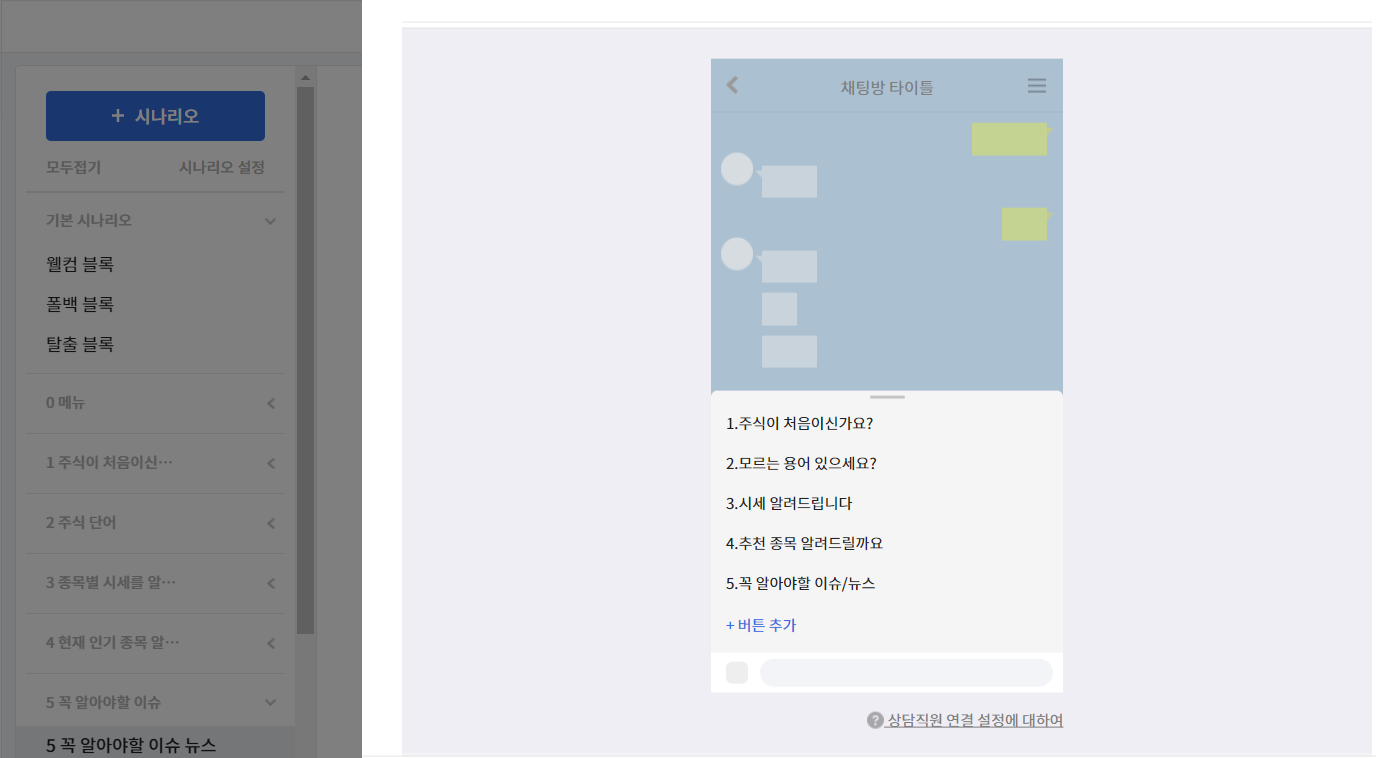 + 시나리오
모두접기
시나리오 설정
기본 시나리오
웰컴 블록
폴백 블록
탈출 블록
0 메뉴
1 주식이 처음이신…
2 주식 단어
3 종목별 시세를 알…
4 현재 인기 종목 알…
5 꼭 알아야할 이슈
5 꼭 알아야할 이슈 뉴스
채팅방 타이틀
1.주식이 처음이신가요?
2.모르는 용어 있으세요?
3.시세 알려드립니다
4.추천 종목 알려드릴까요
5.꼭 알아야할 이슈/뉴스
+ 버튼 추가
? 상담직원 연결 설정에 대하여